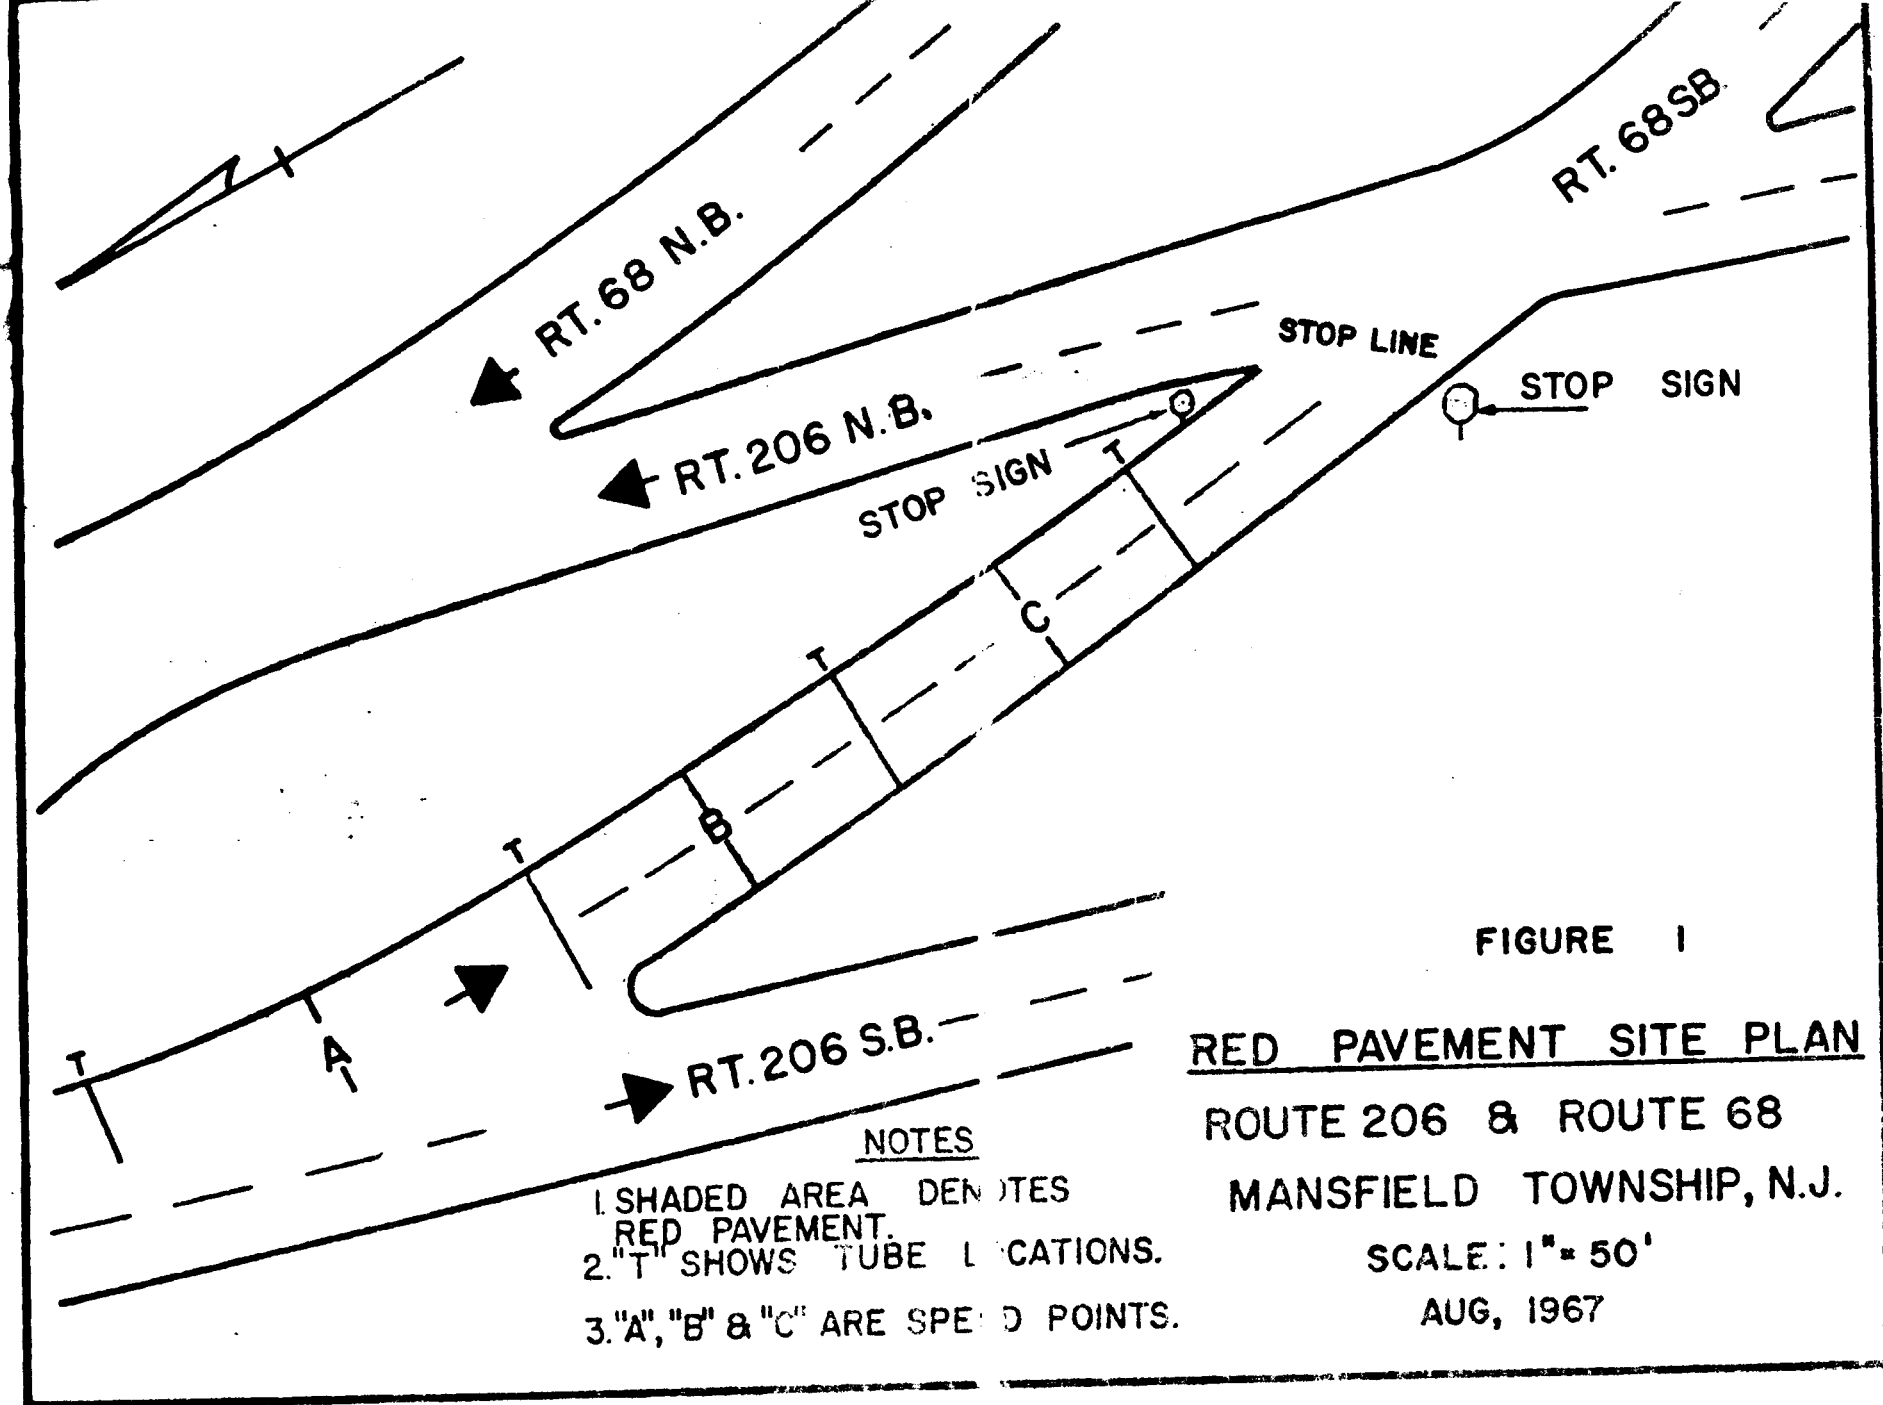 RT. 68 SB.
RT. 68 N.B.
STOP LINE
STOP SIGN
RT. 206 N.B.
STOP SIGN
T
T
T
T
C
B
A
RT. 206 S.B.
FIGURE 1
RED PAVEMENT SITE PLAN
ROUTE 206 & ROUTE 68
MANSFIELD TOWNSHIP, N.J.
SCALE: 1"= 50'
AUG, 1967
NOTES
1. SHADED AREA DENOTES
RED PAVEMENT.
2. "T" SHOWS TUBE LOCATIONS.
3. "A", "B" & "C" ARE SPEED POINTS.